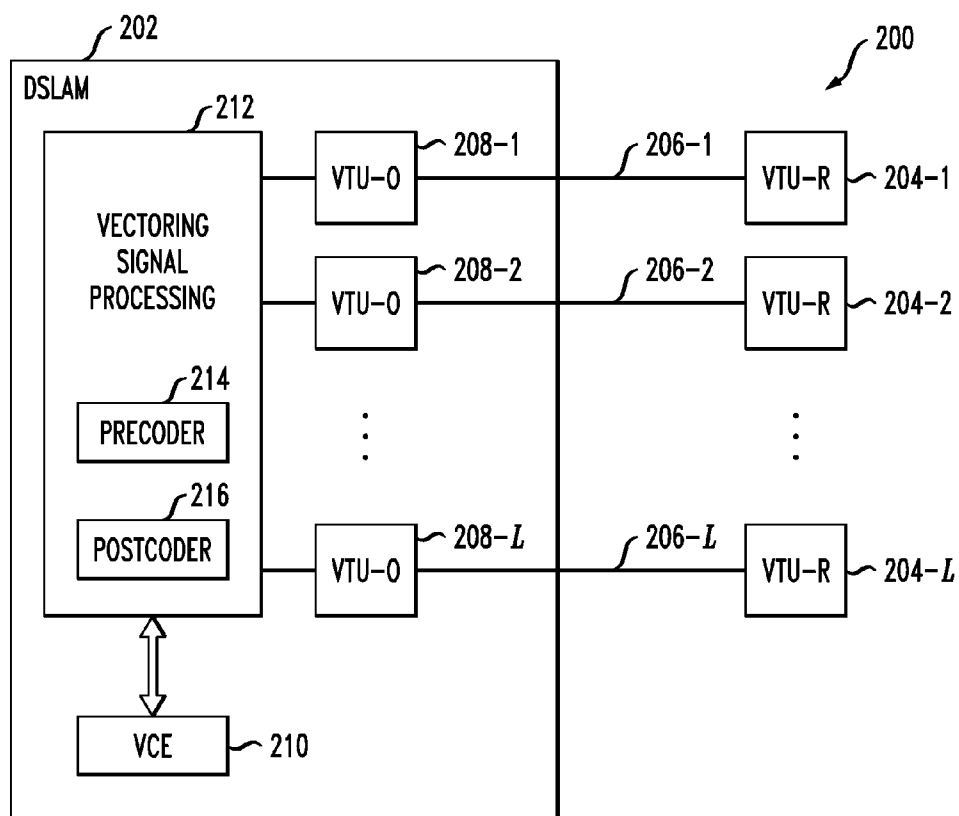 202
200
DSLAM
212
208-1
206-1
VTU-O
VTU-R
204-1
VECTORING
SIGNAL
PROCESSING
208-2
206-2
VTU-O
VTU-R
204-2
214
PRECODER
216
POSTCODER
208-L
206-L
VTU-O
VTU-R
204-L
VCE
210